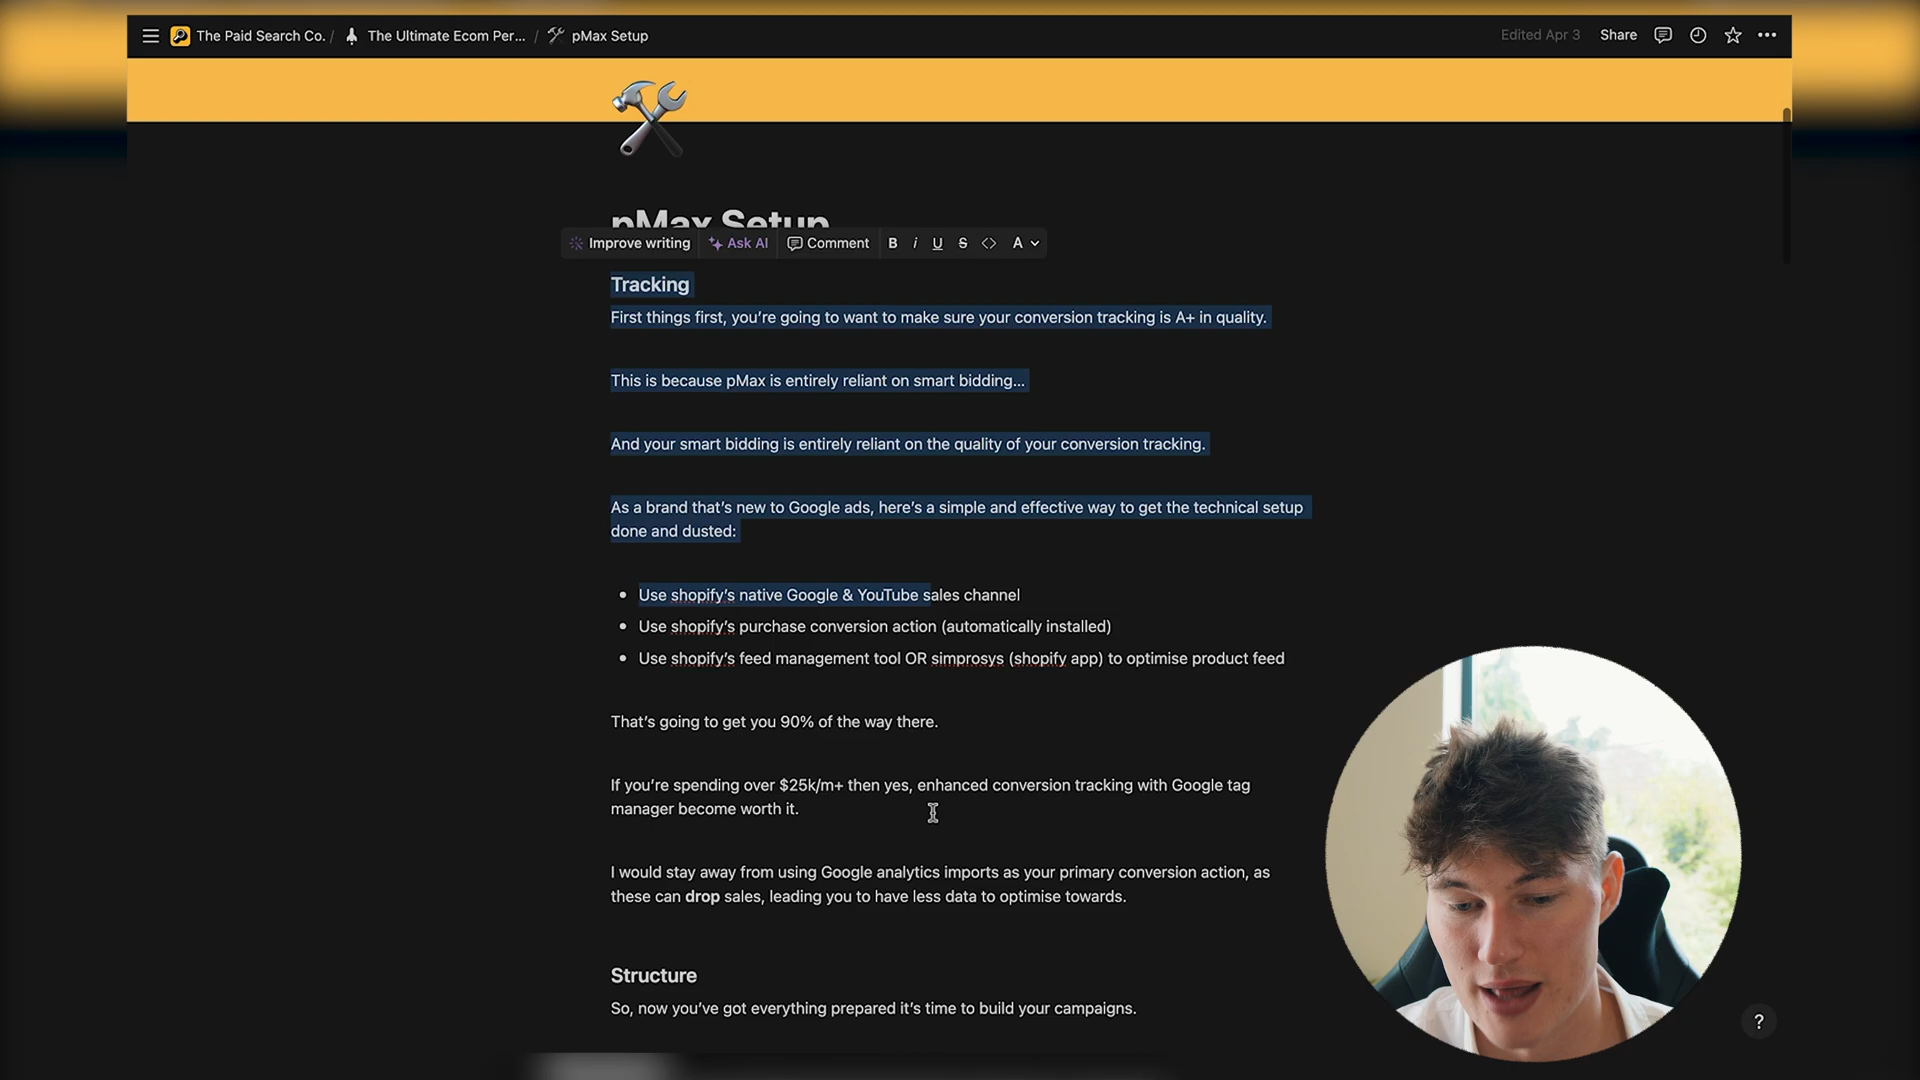 The Paid Search Co. / The Ultimate Ecom Per... / pMax Setup
Edited Apr 3 Share
pMax Setup
Improve writing Ask AI Comment B i U S <> A
Tracking
First things first, you’re going to want to make sure your conversion tracking is A+ in quality.
This is because pMax is entirely reliant on smart bidding...
And your smart bidding is entirely reliant on the quality of your conversion tracking.
As a brand that’s new to Google ads, here’s a simple and effective way to get the technical setup
done and dusted:
• Use shopify’s native Google & YouTube sales channel
• Use shopify’s purchase conversion action (automatically installed)
• Use shopify’s feed management tool OR simprosys (shopify app) to optimise product feed
That’s going to get you 90% of the way there.
If you’re spending over $25k/m+ then yes, enhanced conversion tracking with Google tag
manager become worth it.
I would stay away from using Google analytics imports as your primary conversion action, as
these can drop sales, leading you to have less data to optimise towards.
Structure
So, now you’ve got everything prepared it’s time to build your campaigns.
?